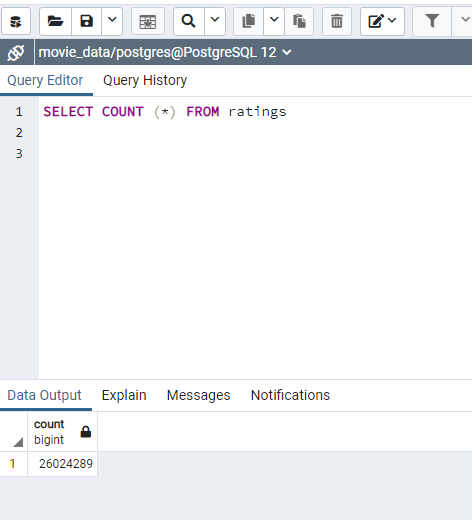 movie_data/postgres@PostgreSQL 12
Query Editor Query History
1 SELECT COUNT (*) FROM ratings
2
3
Data Output Explain Messages Notifications
count
bigint
1 26024289